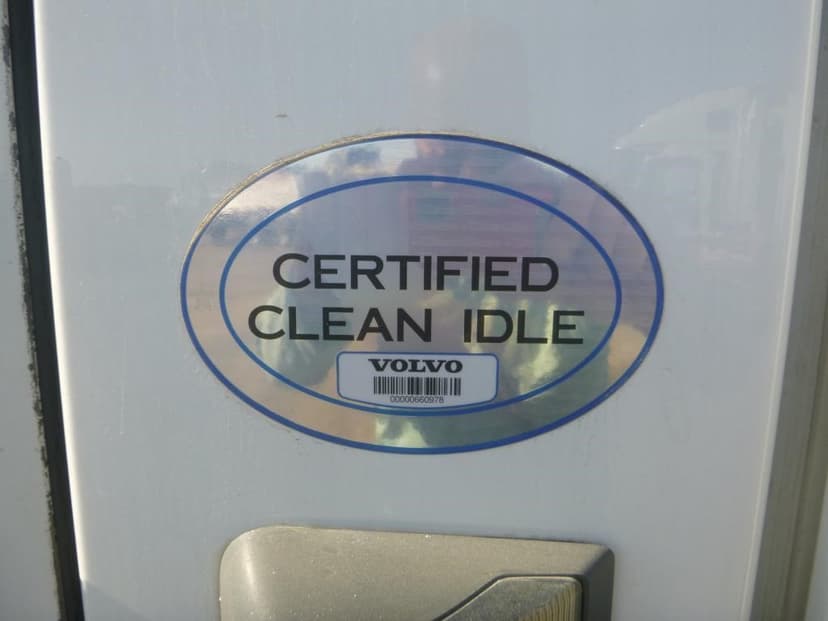 CERTIFIED
CLEAN IDLE
VOLVO
00000660978